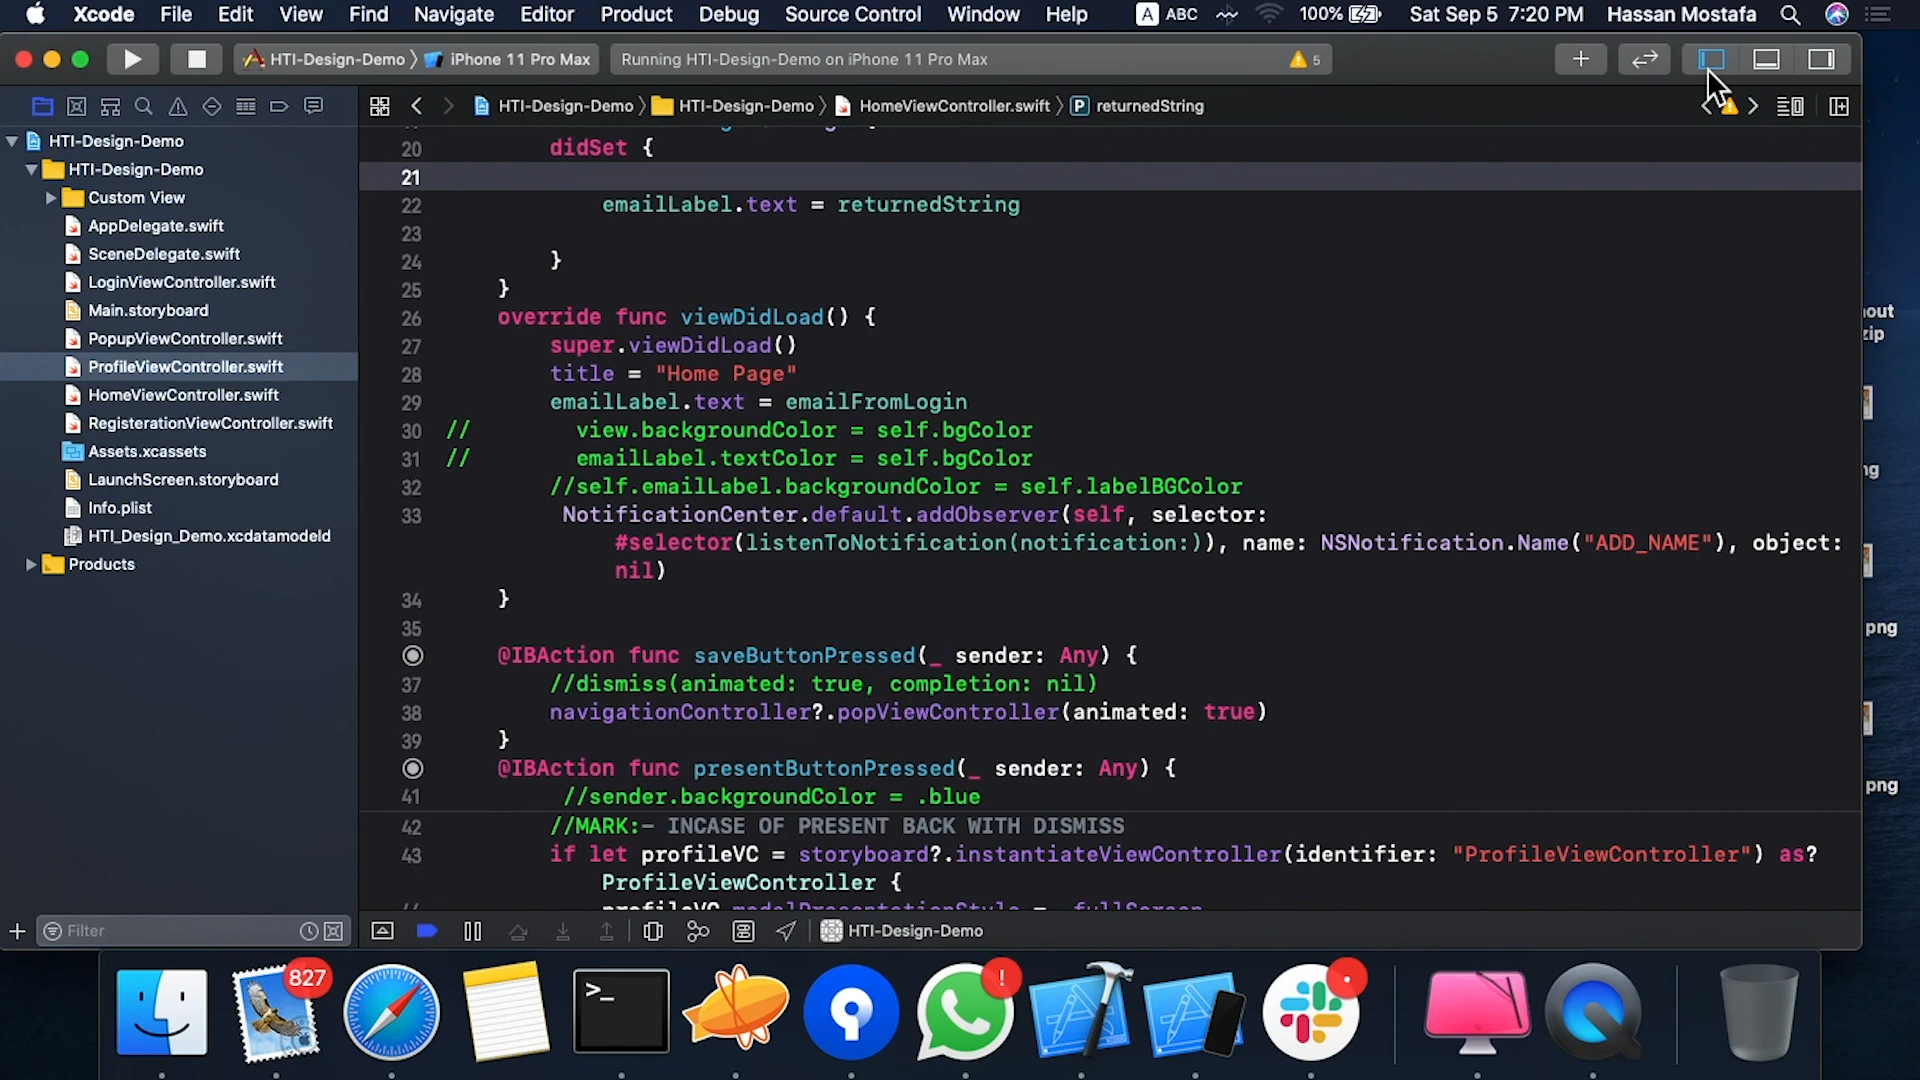 Xcode File Edit View Find Navigate Editor Product Debug Source Control Window Help A ABC 100% Sat Sep 5 7:20 PM Hassan Mostafa
HTI-Design-Demo 〉 iPhone 11 Pro Max Running HTI-Design-Demo on iPhone 11 Pro Max 5
HTI-Design-Demo 〉 HTI-Design-Demo 〉 HomeViewController.swift 〉 P returnedString
HTI-Design-Demo
HTI-Design-Demo
Custom View
AppDelegate.swift
SceneDelegate.swift
LoginViewController.swift
Main.storyboard
PopupViewController.swift
ProfileViewController.swift
HomeViewController.swift
RegisterationViewController.swift
Assets.xcassets
LaunchScreen.storyboard
Info.plist
HTI_Design_Demo.xcdatamodeld
Products
Filter
20 didSet {
21
22 emailLabel.text = returnedString
23
24 }
25 }
26 override func viewDidLoad() {
27 super.viewDidLoad()
28 title = "Home Page"
29 emailLabel.text = emailFromLogin
30 // view.backgroundColor = self.bgColor
31 // emailLabel.textColor = self.bgColor
32 //self.emailLabel.backgroundColor = self.labelBGColor
33 NotificationCenter.default.addObserver(self, selector:
#selector(listenToNotification(notification:)), name: NSNotification.Name("ADD_NAME"), object:
nil)
34 }
35
@IBAction func saveButtonPressed(_ sender: Any) {
37 //dismiss(animated: true, completion: nil)
38 navigationController?.popViewController(animated: true)
39 }
@IBAction func presentButtonPressed(_ sender: Any) {
41 //sender.backgroundColor = .blue
42 //MARK:- INCASE OF PRESENT BACK WITH DISMISS
43 if let profileVC = storyboard?.instantiateViewController(identifier: "ProfileViewController") as?
ProfileViewController {
HTI-Design-Demo
out
zip
ng
png
png
827
>_
!